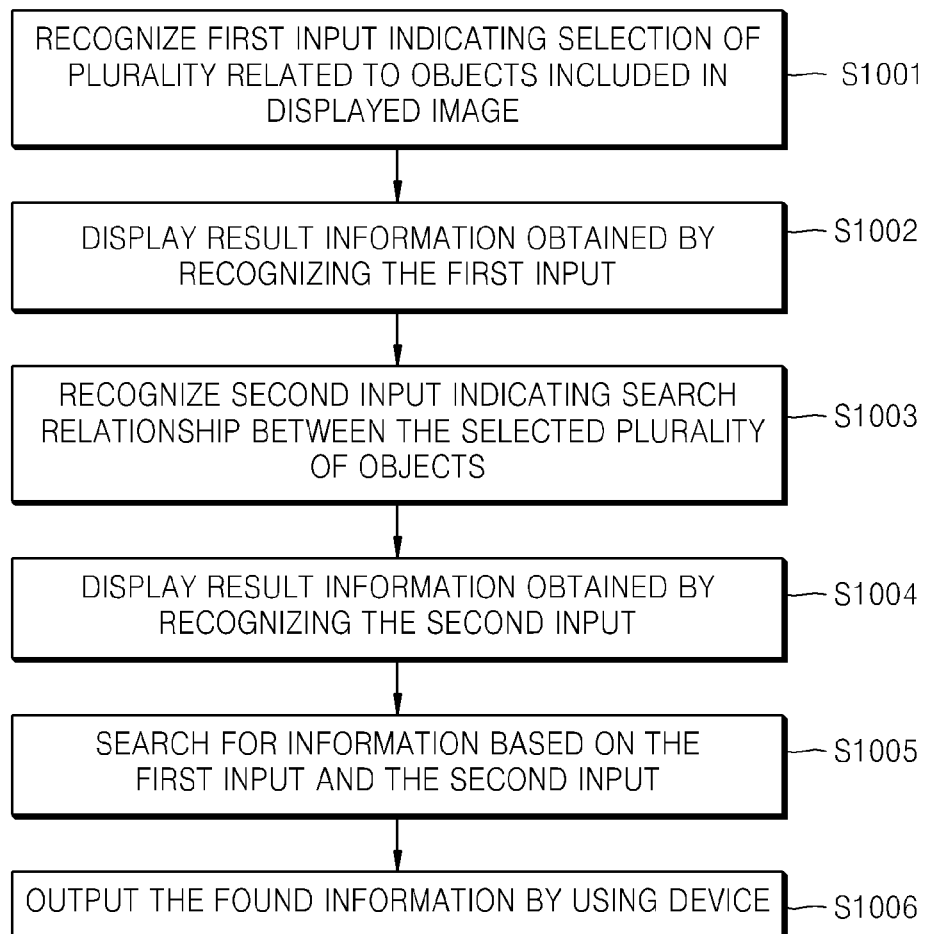 RECOGNIZE FIRST INPUT INDICATING SELECTION OF
PLURALITY RELATED TO OBJECTS INCLUDED IN
DISPLAYED IMAGE
S1001
DISPLAY RESULT INFORMATION OBTAINED BY
RECOGNIZING THE FIRST INPUT
S1002
RECOGNIZE SECOND INPUT INDICATING SEARCH
RELATIONSHIP BETWEEN THE SELECTED PLURALITY
OF OBJECTS
S1003
DISPLAY RESULT INFORMATION OBTAINED BY
RECOGNIZING THE SECOND INPUT
S1004
SEARCH FOR INFORMATION BASED ON THE
FIRST INPUT AND THE SECOND INPUT
S1005
OUTPUT THE FOUND INFORMATION BY USING DEVICE
S1006